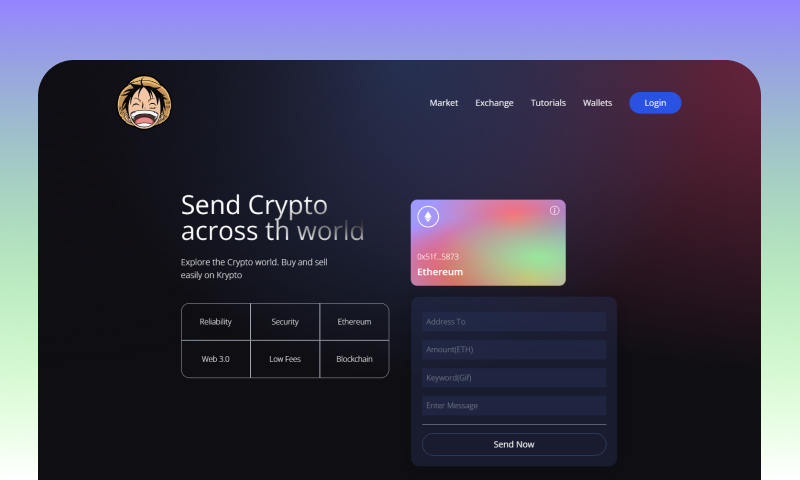 Market Exchange Tutorials Wallets Login
Send Crypto
across th world
Explore the Crypto world. Buy and sell
easily on Krypto
Reliability Security Ethereum
Web 3.0 Low Fees Blockchain
0x51f...5873
Ethereum
Address To
Amount(ETH)
Keyword(Gif)
Enter Message
Send Now